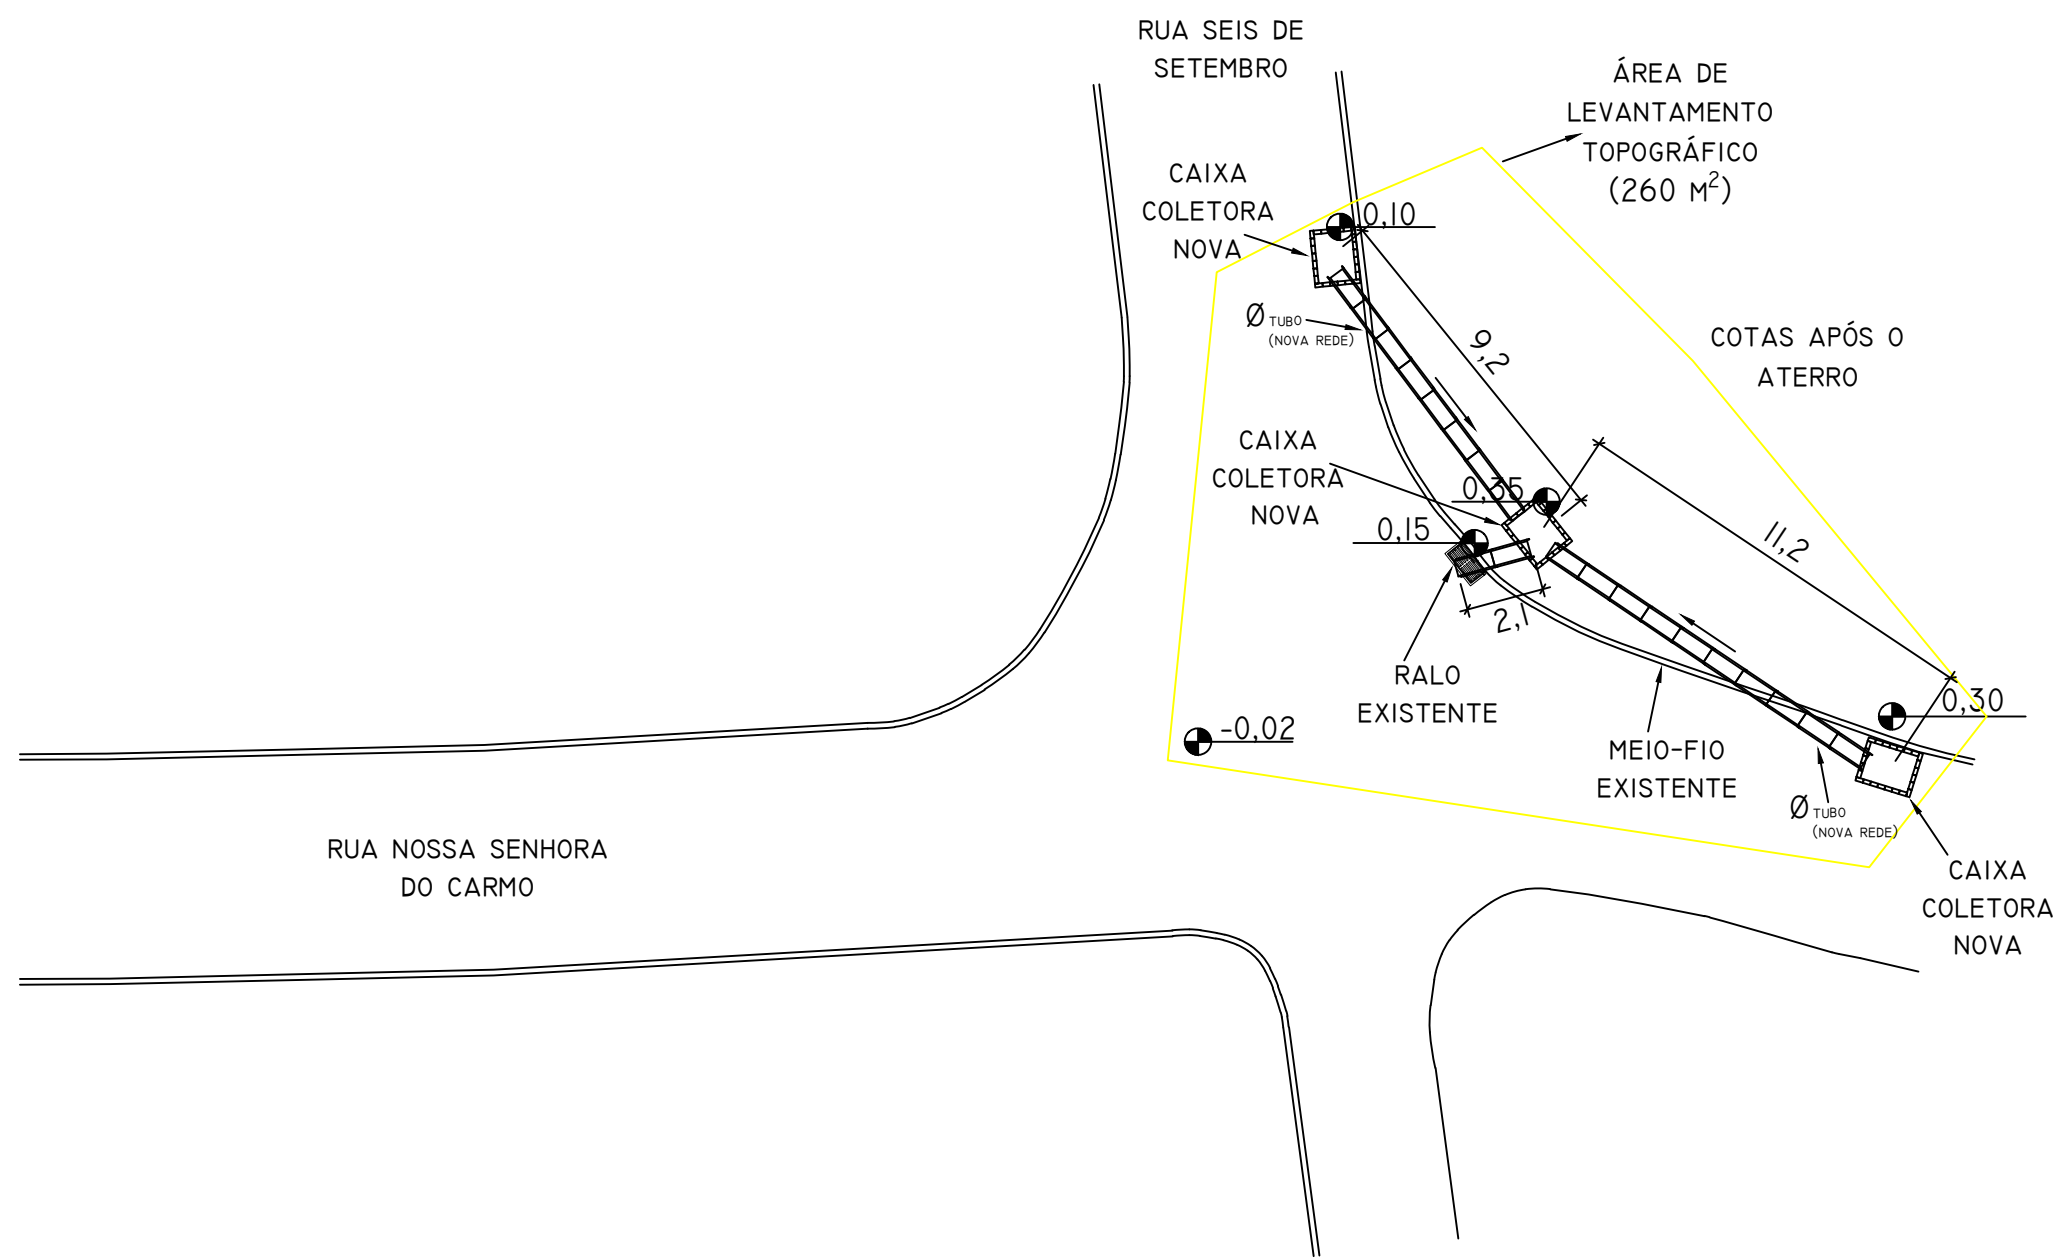 RUA SEIS DE
SETEMBRO
ÁREA DE
LEVANTAMENTO
TOPOGRÁFICO
(260 M²)
CAIXA
COLETORA
NOVA
0,10
Ø TUBO
(NOVA REDE)
9,2
COTAS APÓS O
ATERRO
CAIXA
COLETORA
NOVA
0,35
0,15
11,2
2,1
RALO
EXISTENTE
0,30
-0,02
MEIO-FIO
EXISTENTE
Ø TUBO
(NOVA REDE)
RUA NOSSA SENHORA
DO CARMO
CAIXA
COLETORA
NOVA